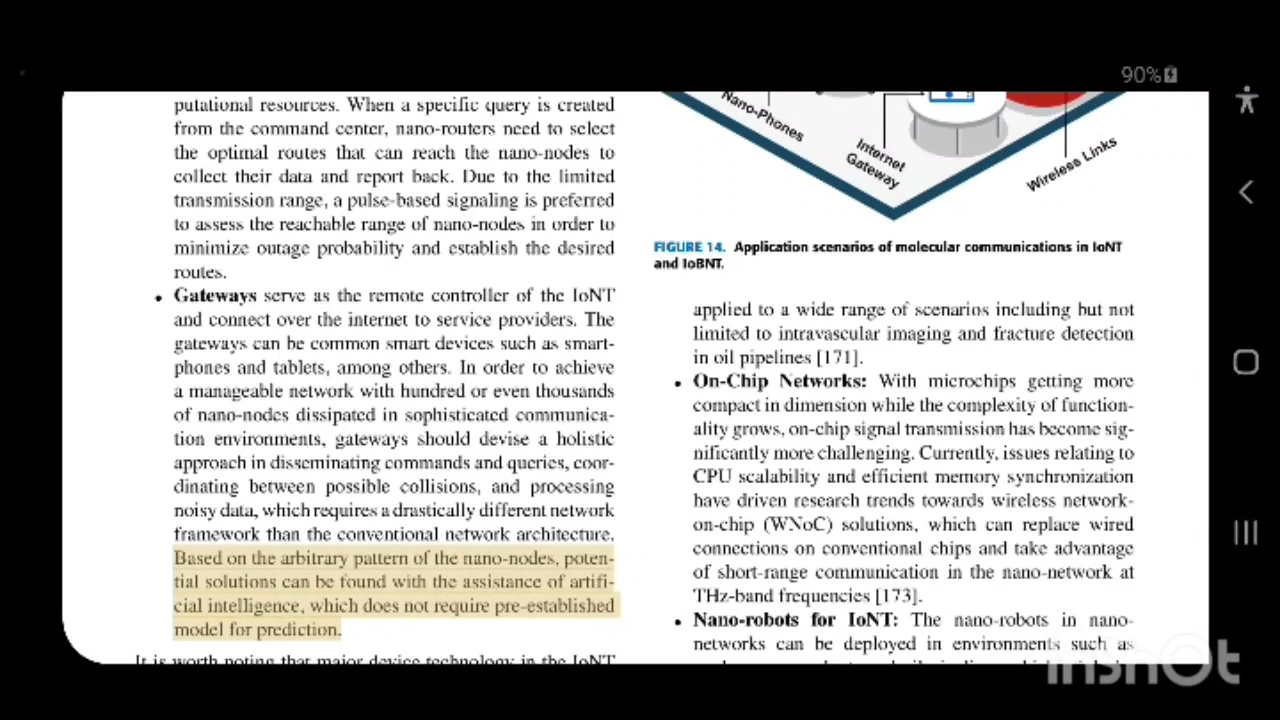 90%
putational resources. When a specific query is created
from the command center, nano-routers need to select
the optimal routes that can reach the nano-nodes to
collect their data and report back. Due to the limited
transmission range, a pulse-based signaling is preferred
to assess the reachable range of nano-nodes in order to
minimize outage probability and establish the desired
routes.
• Gateways serve as the remote controller of the IoNT
and connect over the internet to service providers. The
gateways can be common smart devices such as smart-
phones and tablets, among others. In order to achieve
a manageable network with hundred or even thousands
of nano-nodes dissipated in sophisticated communica-
tion environments, gateways should devise a holistic
approach in disseminating commands and queries, coor-
dinating between possible collisions, and processing
noisy data, which requires a drastically different network
framework than the conventional network architecture.
Based on the arbitrary pattern of the nano-nodes, poten-
tial solutions can be found with the assistance of artifi-
cial intelligence, which does not require pre-established
model for prediction.
It is worth noting that major device technology in the IoNT
Nano-Phones
Internet
Gateway
Wireless Links
FIGURE 14. Application scenarios of molecular communications in IoNT
and IoBNT.
applied to a wide range of scenarios including but not
limited to intravascular imaging and fracture detection
in oil pipelines [171].
• On-Chip Networks: With microchips getting more
compact in dimension while the complexity of function-
ality grows, on-chip signal transmission has become sig-
nificantly more challenging. Currently, issues relating to
CPU scalability and efficient memory synchronization
have driven research trends towards wireless network-
on-chip (WNoC) solutions, which can replace wired
connections on conventional chips and take advantage
of short-range communication in the nano-network at
THz-band frequencies [173].
• Nano-robots for IoNT: The nano-robots in nano-
networks can be deployed in environments such as
InShOt